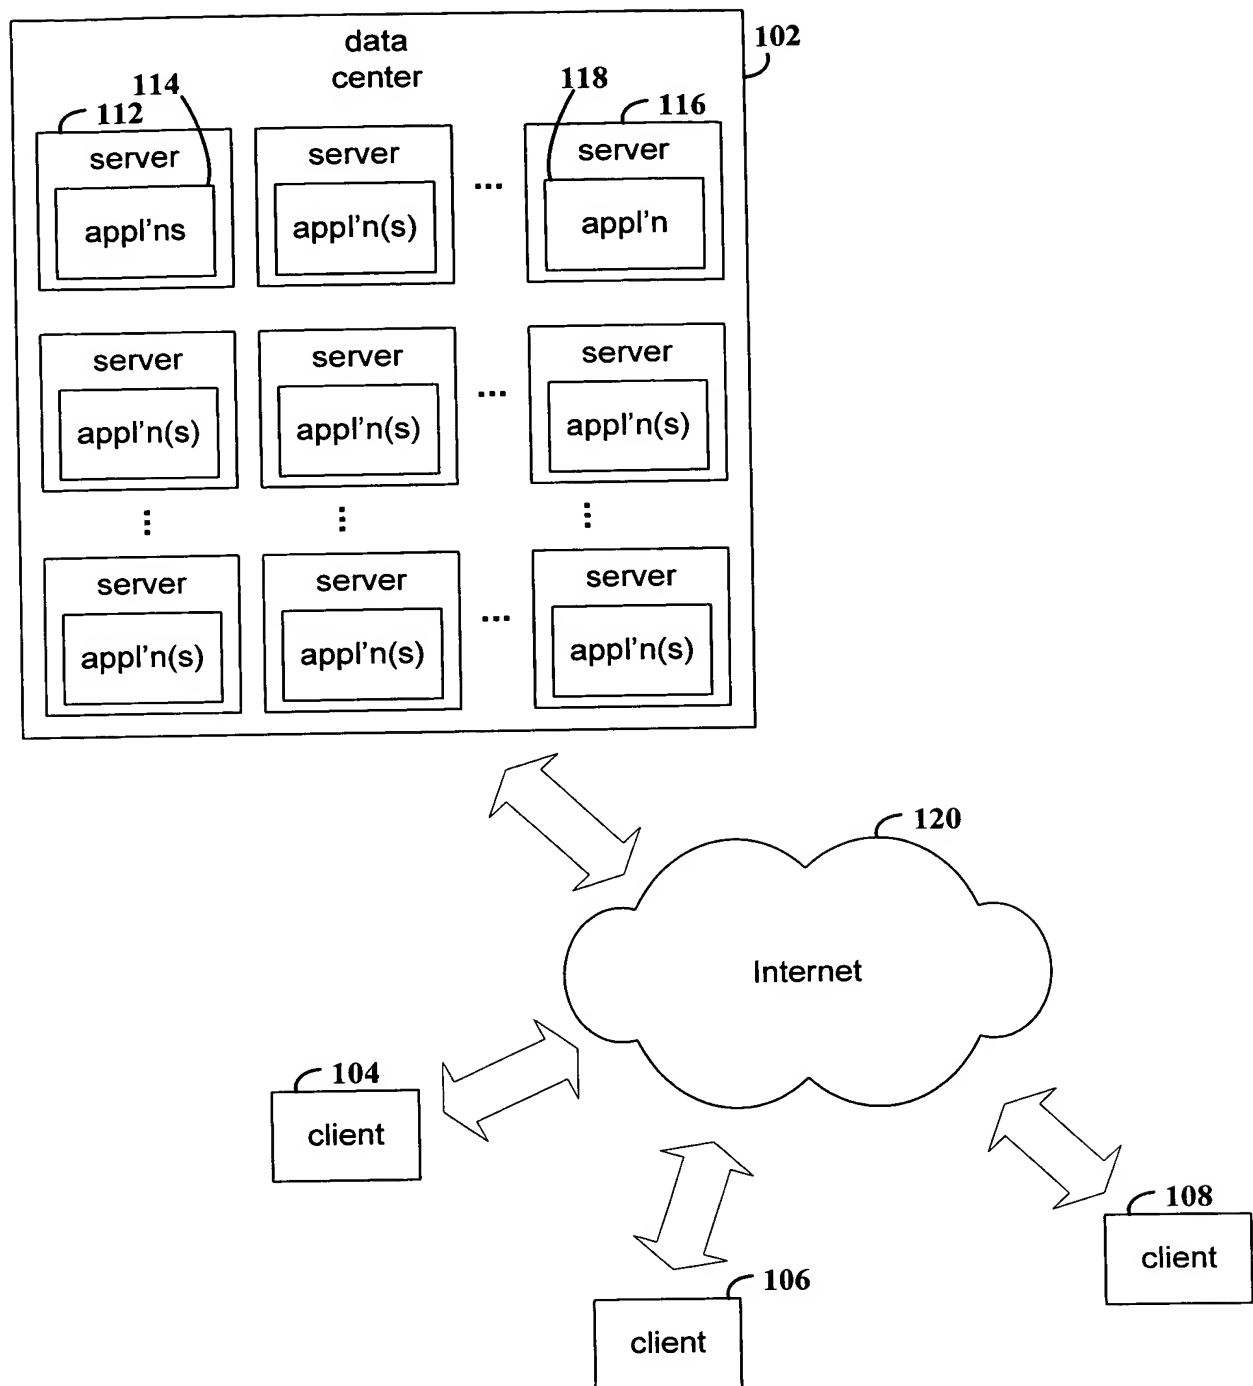 data
center
102
114
118
112
116
server
server
server
appl'ns
appl'n(s)
...
appl'n
server
server
server
appl'n(s)
appl'n(s)
...
appl'n(s)
...
...
...
server
server
server
appl'n(s)
appl'n(s)
...
appl'n(s)
120
Internet
104
client
108
client
106
client